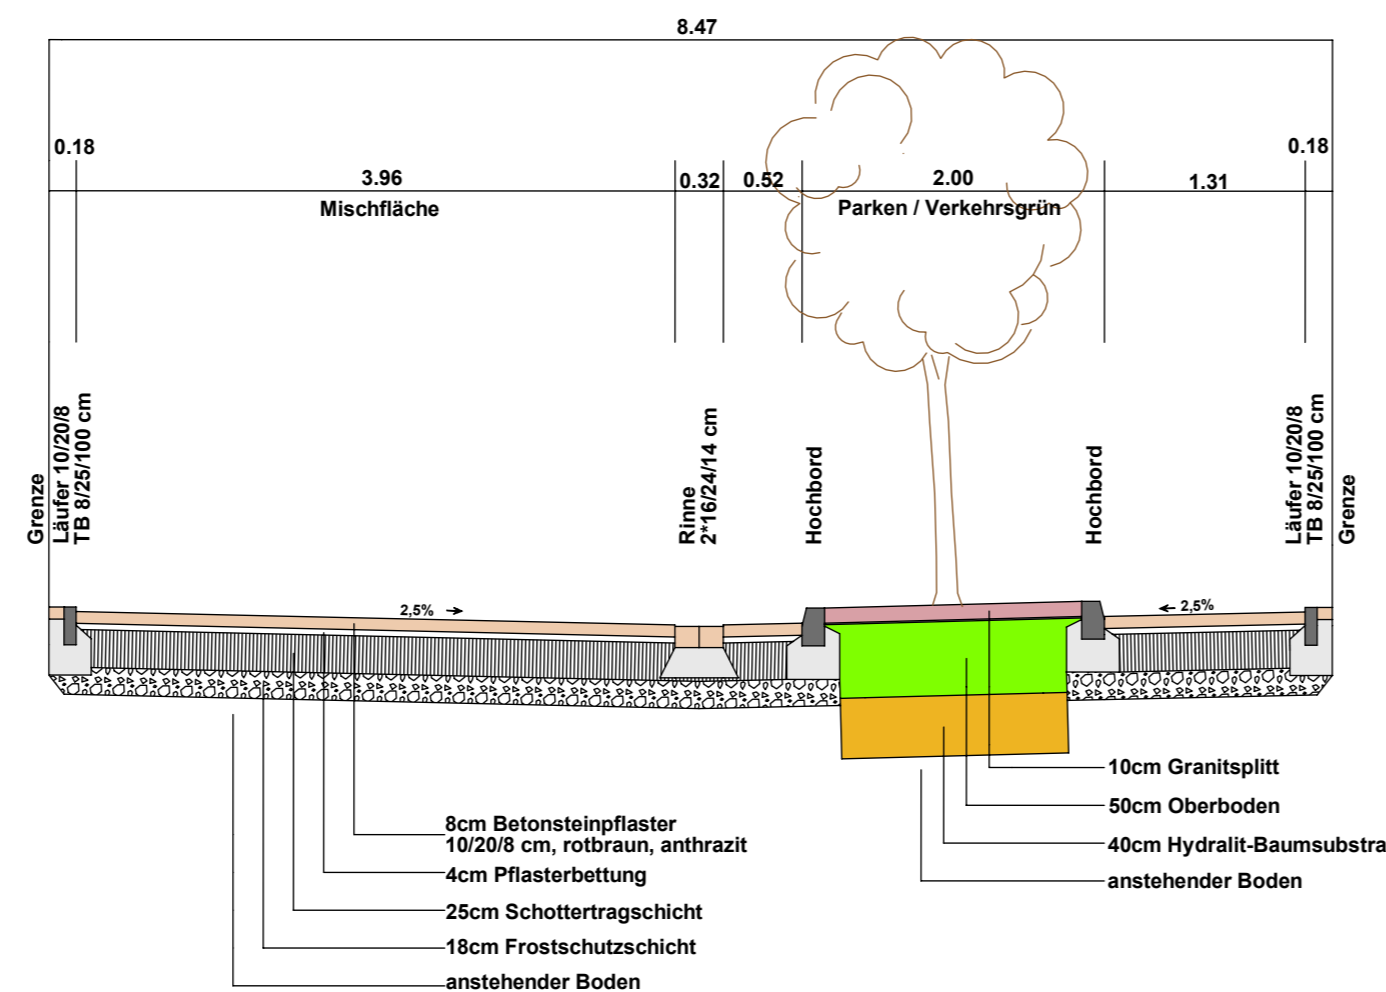 8.47
0.18
3.96
0.32
0.52
2.00
1.31
0.18
Mischfläche
Parken / Verkehrsgrün
Grenze
Läufer 10/20/8
TB 8/25/100 cm
Rinne
2*16/24/14 cm
Hochbord
Hochbord
Läufer 10/20/8
TB 8/25/100 cm
Grenze
2,5%
2,5%
8cm Betonsteinpflaster
10/20/8 cm, rotbraun, anthrazit
4cm Pflasterbettung
25cm Schottertragschicht
18cm Frostschutzschicht
anstehender Boden
10cm Granitsplitt
50cm Oberboden
40cm Hydralit-Baumsubstra
anstehender Boden